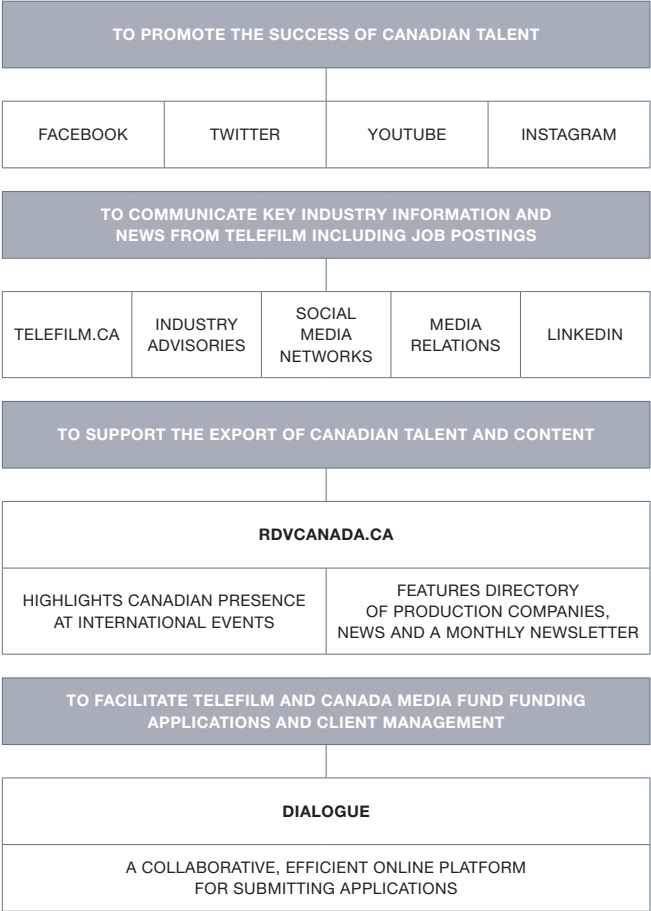 TO PROMOTE THE SUCCESS OF CANADIAN TALENT
FACEBOOK
TWITTER
YOUTUBE
INSTAGRAM
TO COMMUNICATE KEY INDUSTRY INFORMATION AND
NEWS FROM TELEFILM INCLUDING JOB POSTINGS
TELEFILM.CA
INDUSTRY
ADVISORIES
SOCIAL
MEDIA
NETWORKS
MEDIA
RELATIONS
LINKEDIN
TO SUPPORT THE EXPORT OF CANADIAN TALENT AND CONTENT
RDVCANADA.CA
HIGHLIGHTS CANADIAN PRESENCE
AT INTERNATIONAL EVENTS
FEATURES DIRECTORY
OF PRODUCTION COMPANIES,
NEWS AND A MONTHLY NEWSLETTER
TO FACILITATE TELEFILM AND CANADA MEDIA FUND FUNDING
APPLICATIONS AND CLIENT MANAGEMENT
DIALOGUE
A COLLABORATIVE, EFFICIENT ONLINE PLATFORM
FOR SUBMITTING APPLICATIONS